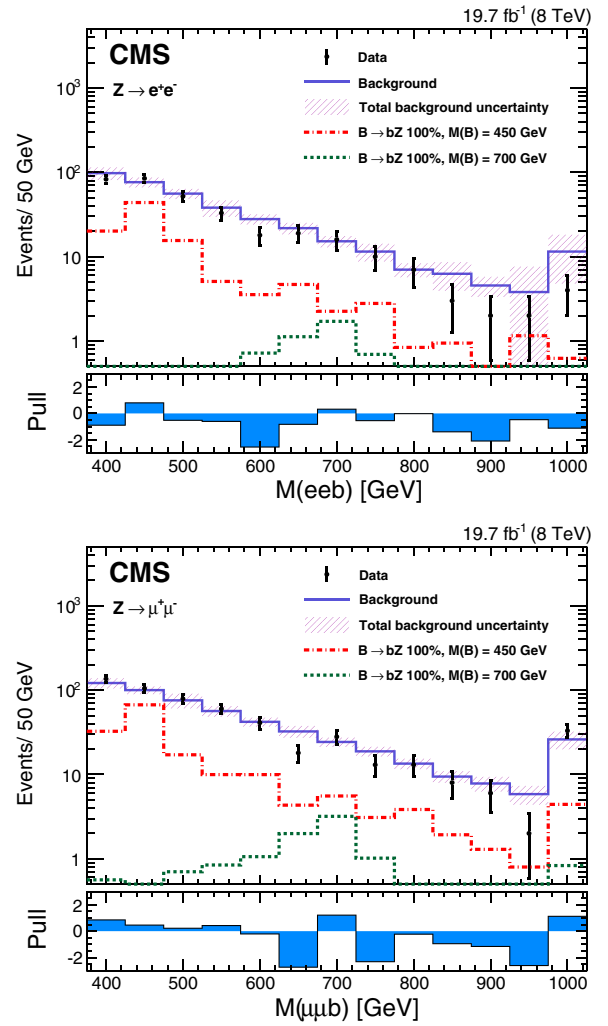 19.7 fb⁻¹ (8 TeV)
CMS
Z → e⁺e⁻
Data
Background
Total background uncertainty
B → bZ 100%, M(B) = 450 GeV
B → bZ 100%, M(B) = 700 GeV
Events/ 50 GeV
10³
10²
10
1
Pull
2
0
-2
400 500 600 700 800 900 1000
M(eeb) [GeV]
19.7 fb⁻¹ (8 TeV)
CMS
Z → μ⁺μ⁻
Data
Background
Total background uncertainty
B → bZ 100%, M(B) = 450 GeV
B → bZ 100%, M(B) = 700 GeV
Events/ 50 GeV
10³
10²
10
1
Pull
2
0
-2
400 500 600 700 800 900 1000
M(μμb) [GeV]